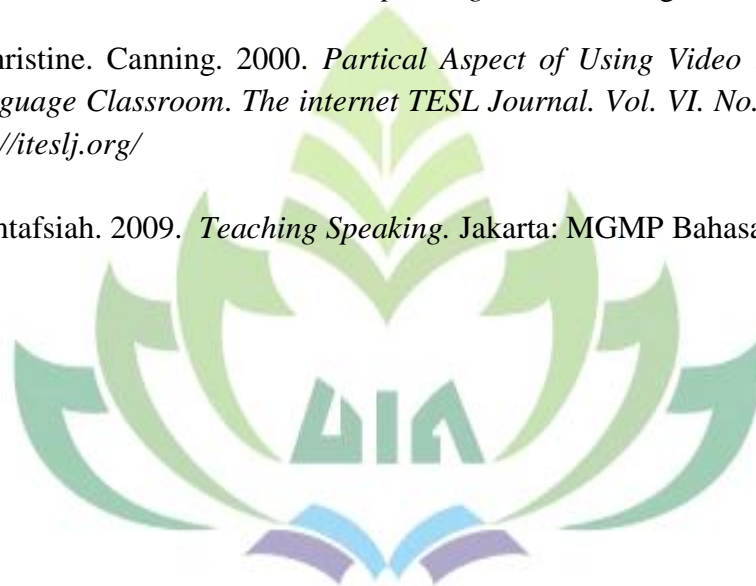 hristine. Canning. 2000. Partical Aspect of Using Video
guage Classroom. The internet TESL Journal. Vol. VI. No.
//iteslj.org/
ntafsiah. 2009. Teaching Speaking. Jakarta: MGMP Bahasa
UIN